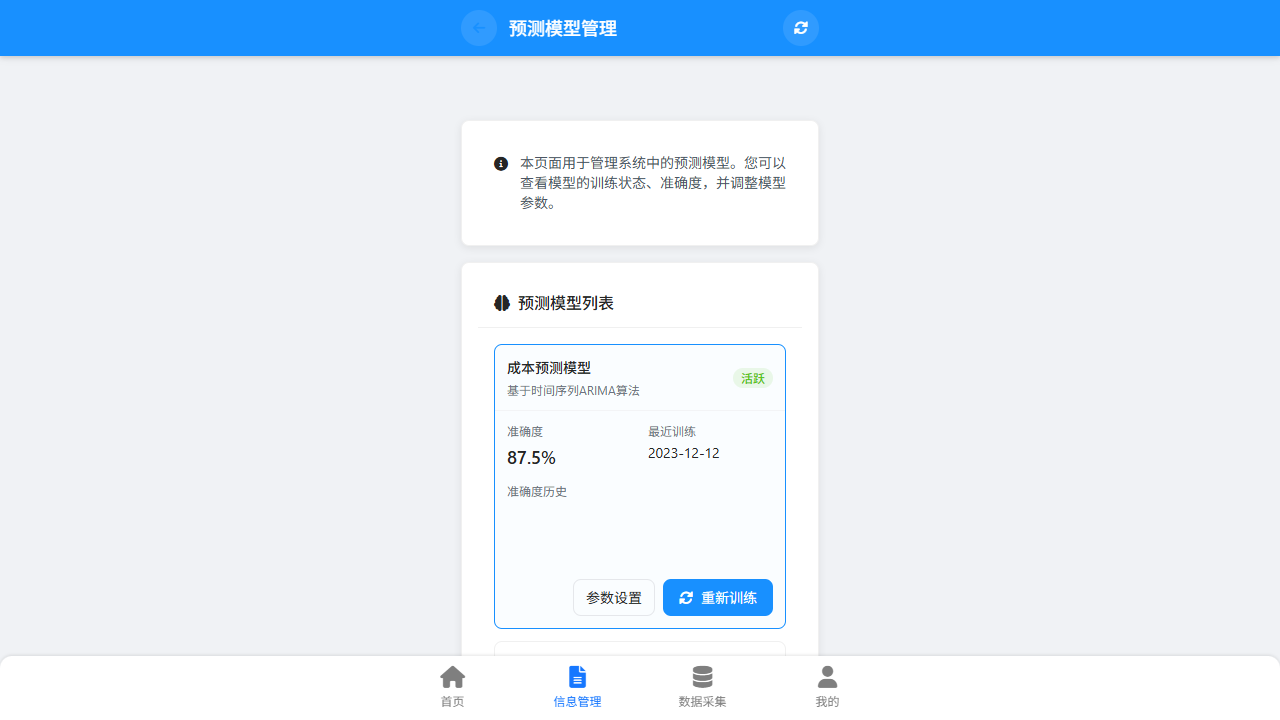 预测模型管理
本页面用于管理系统中的预测模型。您可以
查看模型的训练状态、准确度，并调整模型
参数。
预测模型列表
成本预测模型
活跃
基于时间序列ARIMA算法
准确度
最近训练
87.5%
2023-12-12
准确度历史
参数设置
重新训练
首页
信息管理
数据采集
我的